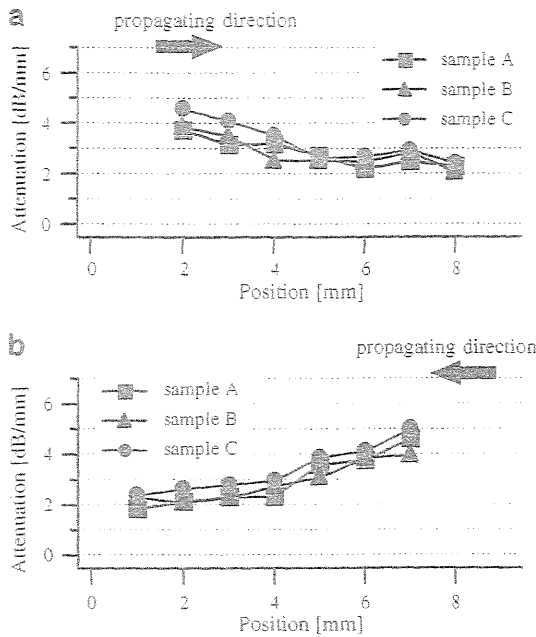 a
propagating direction
sample A
sample B
sample C
Attenuation [dB/mm]
6
4
2
0
0 2 4 6 8
Position [mm]
b
propagating direction
sample A
sample B
sample C
Attenuation [dB/mm]
6
4
2
0
0 2 4 6 8
Position [mm]